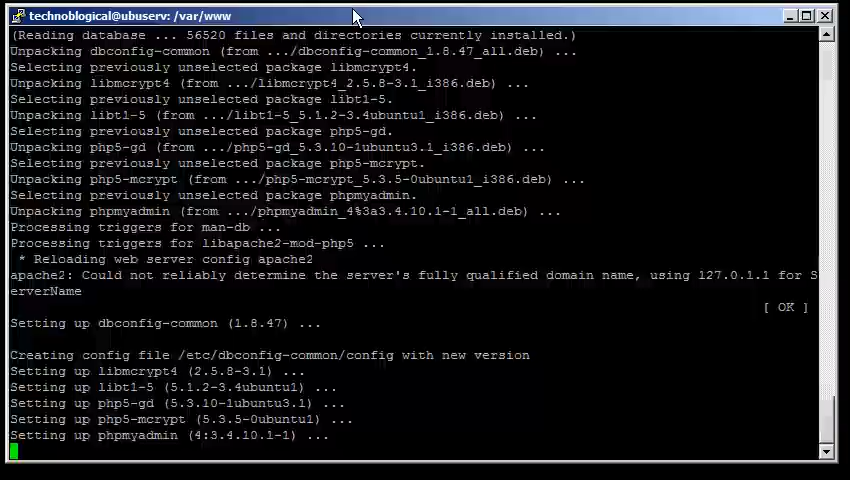 technoblogical@ubuserv: /var/www
(Reading database ... 56520 files and directories currently installed.)
Unpacking dbconfig-common (from .../dbconfig-common_1.8.47_all.deb) ...
Selecting previously unselected package libmcrypt4.
Unpacking libmcrypt4 (from .../libmcrypt4_2.5.8-3.1_i386.deb) ...
Selecting previously unselected package libt1-5.
Unpacking libt1-5 (from .../libt1-5_5.1.2-3.4ubuntu1_i386.deb) ...
Selecting previously unselected package php5-gd.
Unpacking php5-gd (from .../php5-gd_5.3.10-1ubuntu3.1_i386.deb) ...
Selecting previously unselected package php5-mcrypt.
Unpacking php5-mcrypt (from .../php5-mcrypt_5.3.5-0ubuntu1_i386.deb) ...
Selecting previously unselected package phpmyadmin.
Unpacking phpmyadmin (from .../phpmyadmin_4%3a3.4.10.1-1_all.deb) ...
Processing triggers for man-db ...
Processing triggers for libapache2-mod-php5 ...
 * Reloading web server config apache2
apache2: Could not reliably determine the server's fully qualified domain name, using 127.0.1.1 for S
erverName
[ OK ]
Setting up dbconfig-common (1.8.47) ...
Creating config file /etc/dbconfig-common/config with new version
Setting up libmcrypt4 (2.5.8-3.1) ...
Setting up libt1-5 (5.1.2-3.4ubuntu1) ...
Setting up php5-gd (5.3.10-1ubuntu3.1) ...
Setting up php5-mcrypt (5.3.5-0ubuntu1) ...
Setting up phpmyadmin (4:3.4.10.1-1) ...